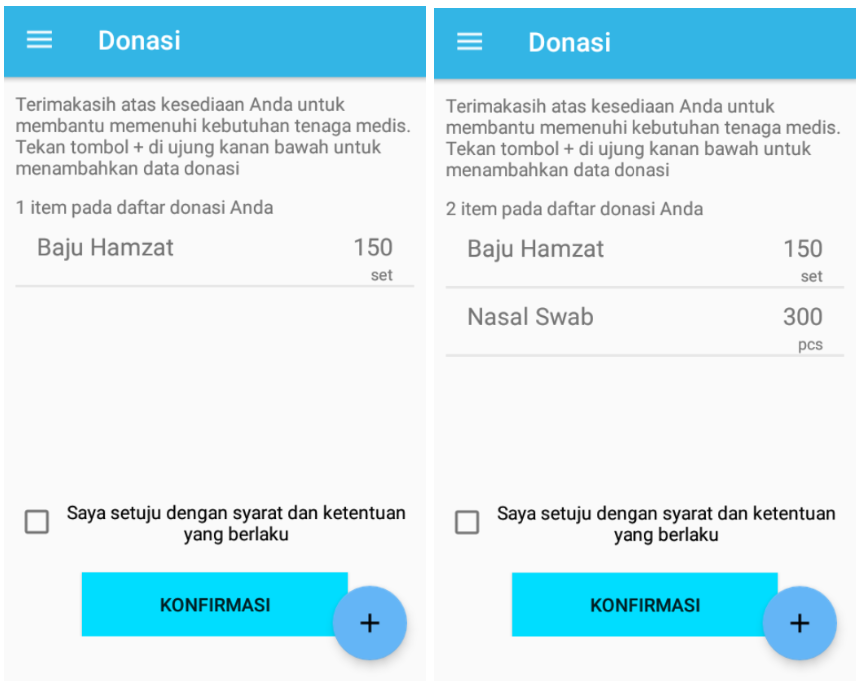 Donasi
Terimakasih atas kesediaan Anda untuk
membantu memenuhi kebutuhan tenaga medis.
Tekan tombol + di ujung kanan bawah untuk
menambahkan data donasi
1 item pada daftar donasi Anda
Baju Hamzat 150
set
Saya setuju dengan syarat dan ketentuan
yang berlaku
KONFIRMASI
+
Donasi
Terimakasih atas kesediaan Anda untuk
membantu memenuhi kebutuhan tenaga medis.
Tekan tombol + di ujung kanan bawah untuk
menambahkan data donasi
2 item pada daftar donasi Anda
Baju Hamzat 150
set
Nasal Swab 300
pcs
Saya setuju dengan syarat dan ketentuan
yang berlaku
KONFIRMASI
+